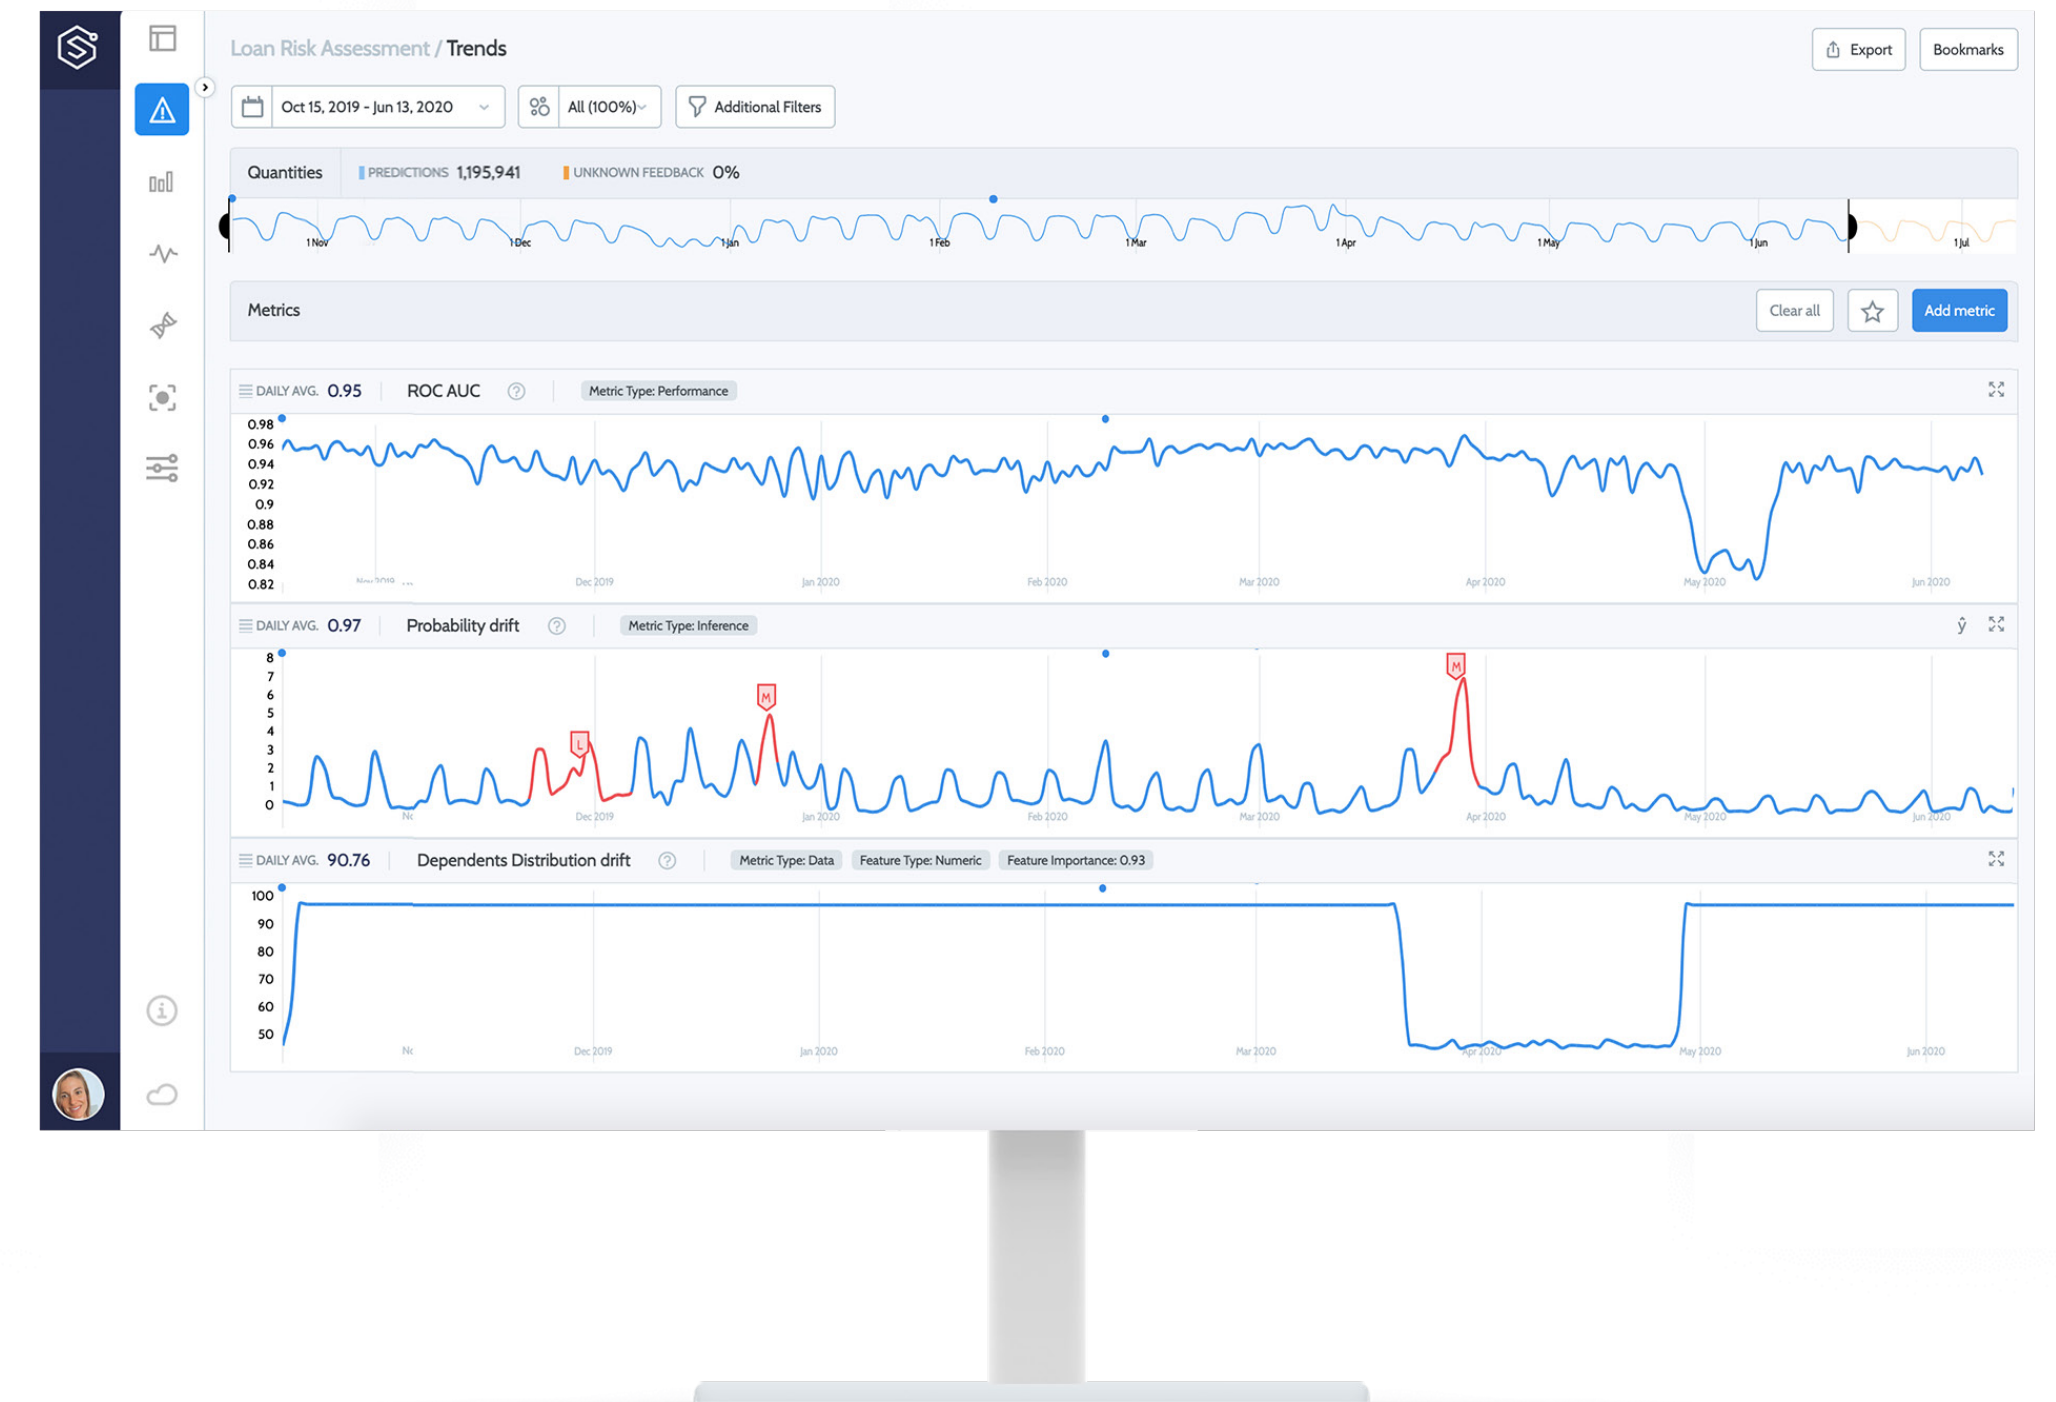 Loan Risk Assessment / Trends
Export
Bookmarks
Oct 15, 2019 - Jun 13, 2020
All (100%)
Additional Filters
Quantities
PREDICTIONS 1,195,941
UNKNOWN FEEDBACK 0%
1 Nov
1 Dec
1 Jan
1 Feb
1 Mar
1 Apr
1 May
1 Jun
1 Jul
Metrics
Clear all
Add metric
DAILY AVG. 0.95
ROC AUC
?
Metric Type: Performance
0.98
0.96
0.94
0.92
0.9
0.88
0.86
0.84
0.82
Nov 2019
Dec 2019
Jan 2020
Feb 2020
Mar 2020
Apr 2020
May 2020
Jun 2020
DAILY AVG. 0.97
Probability drift
?
Metric Type: Inference
ŷ
8
7
6
5
4
3
2
1
0
L
M
M
Nc
Dec 2019
Jan 2020
Feb 2020
Mar 2020
Apr 2020
May 2020
Jun 2020
DAILY AVG. 90.76
Dependents Distribution drift
?
Metric Type: Data
Feature Type: Numeric
Feature Importance: 0.93
100
90
80
70
60
50
Nc
Dec 2019
Jan 2020
Feb 2020
Mar 2020
Apr 2020
May 2020
Jun 2020